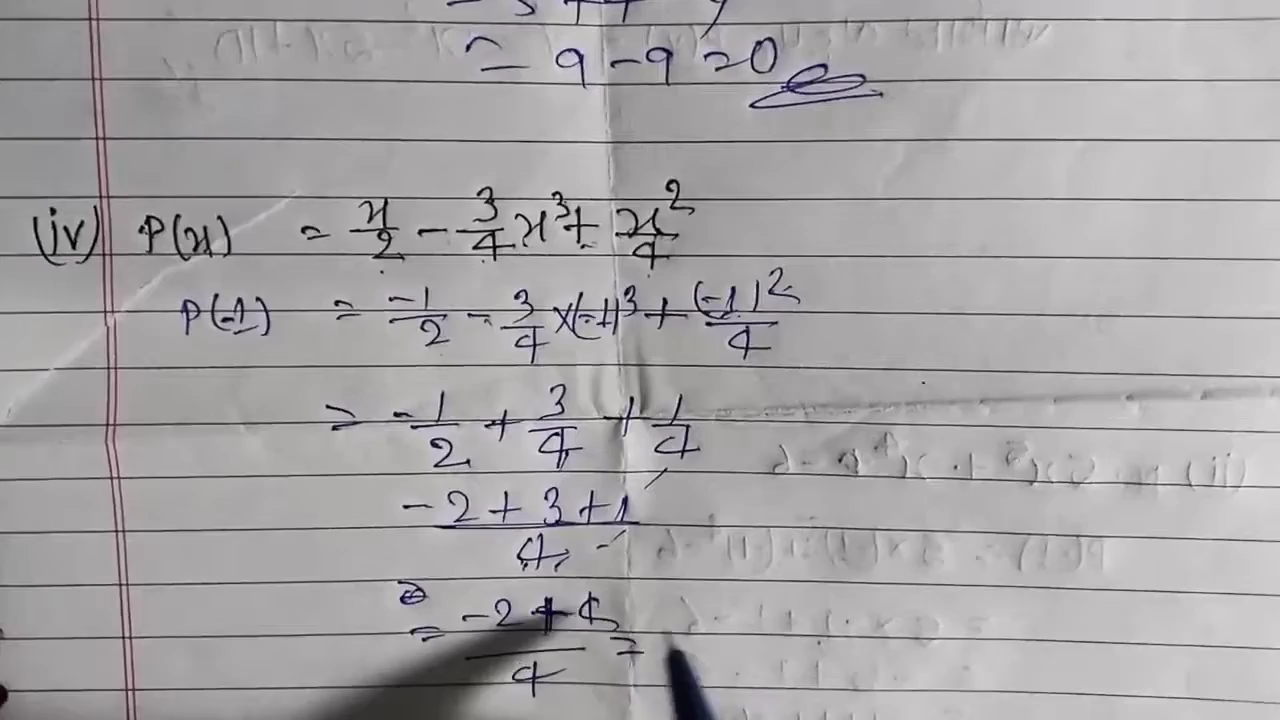 = 9 - 9 = 0
(iv) P(x) = x/2 - 3/4 x³ + x²/4
P(-1) = -1/2 - 3/4 × (-1)³ + (-1)²/4
= -1/2 + 3/4 + 1/4
-2 + 3 + 1 / 4
= -2 + 4 / 4 =